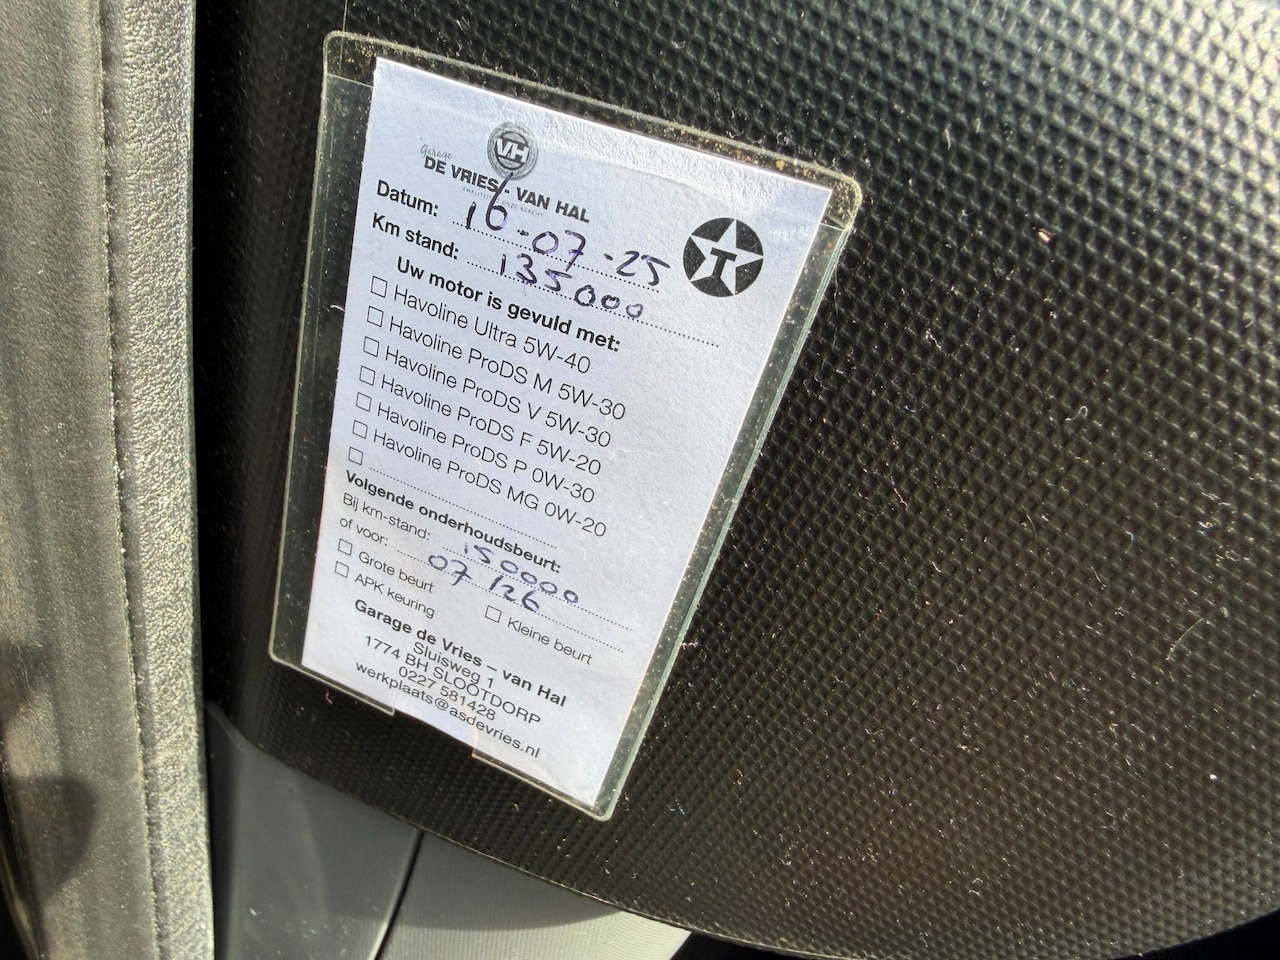 VH
Garage
DE VRIES - VAN HAL
Datum: 16-07-25
Km stand: 135000
T
Uw motor is gevuld met:
Havoline Ultra 5W-40
Havoline ProDS M 5W-30
Havoline ProDS V 5W-30
Havoline ProDS F 5W-20
Havoline ProDS P 0W-30
Havoline ProDS MG 0W-20
Volgende onderhoudsbeurt:
Bij km-stand: 150000
of voor: 07/26
Grote beurt
Kleine beurt
APK keuring
Garage de Vries – van Hal
Sluisweg 1
1774 BH SLOOTDORP
0227 581428
werkplaats@asdevries.nl